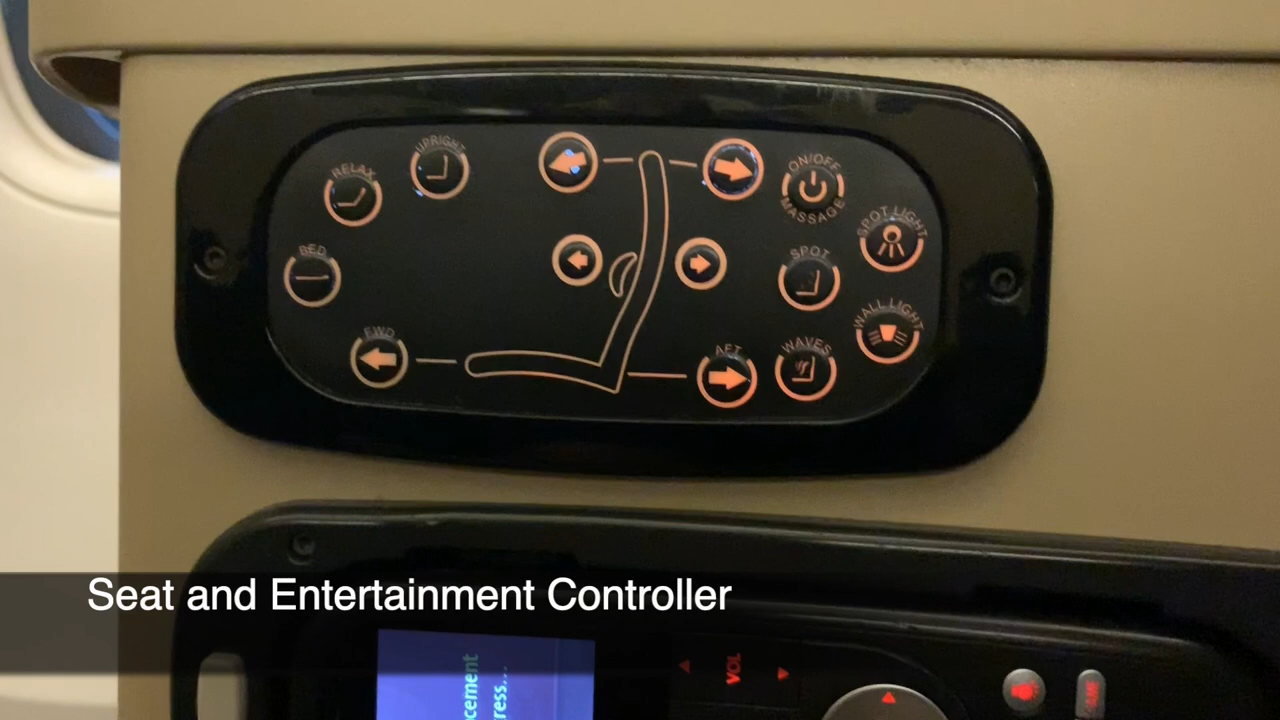 UPRIGHT
RELAX
BED
FWD
AFT
ON/OFF
MASSAGE
SPOT
WAVES
SPOT LIGHT
WALL LIGHT
Seat and Entertainment Controller
VOL